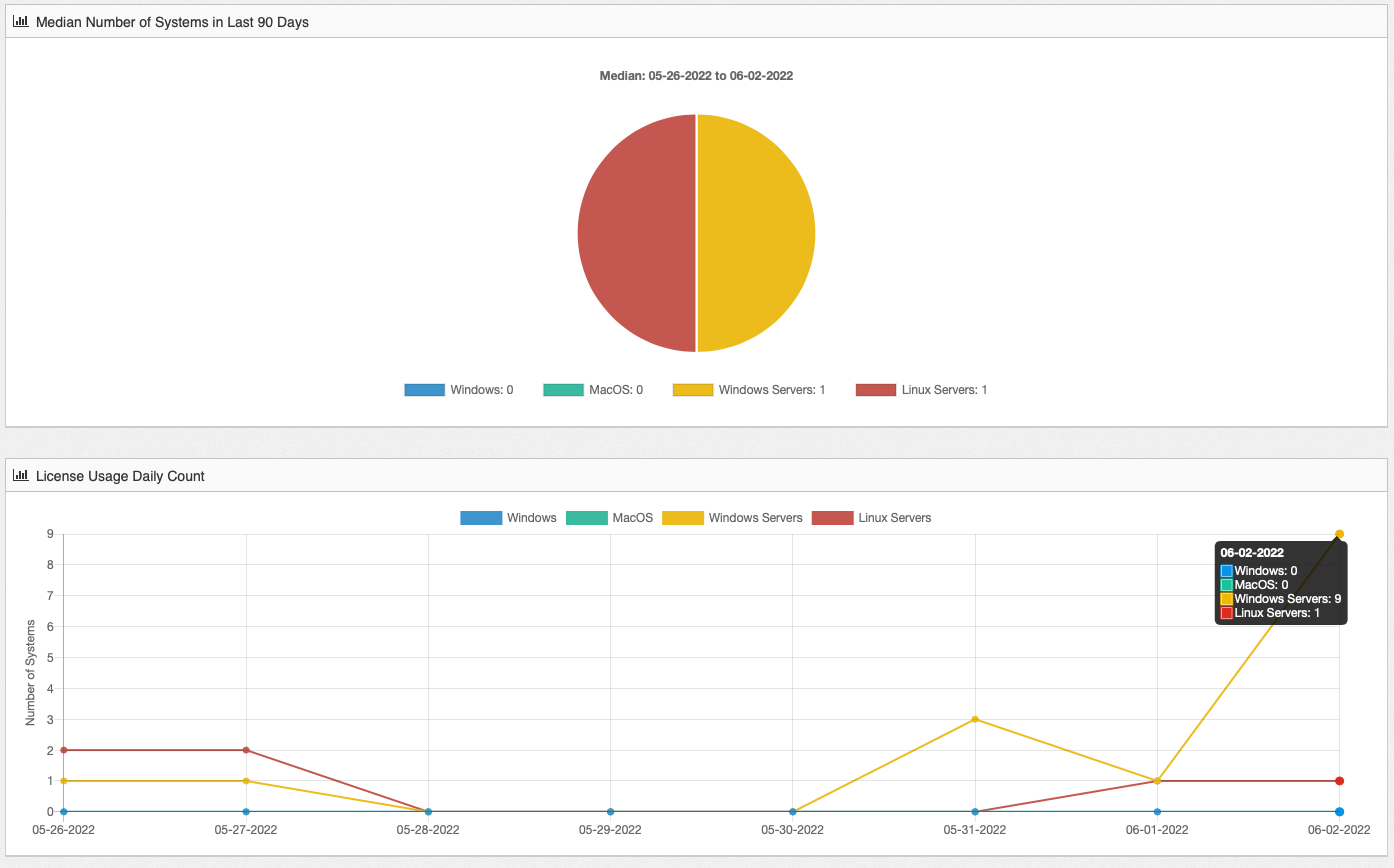 Median Number of Systems in Last 90 Days
Median: 05-26-2022 to 06-02-2022
Windows: 0 MacOS: 0 Windows Servers: 1 Linux Servers: 1
License Usage Daily Count
Windows MacOS Windows Servers Linux Servers
Number of Systems
9
8
7
6
5
4
3
2
1
0
06-02-2022
Windows: 0
MacOS: 0
Windows Servers: 9
Linux Servers: 1
05-26-2022 05-27-2022 05-28-2022 05-29-2022 05-30-2022 05-31-2022 06-01-2022 06-02-2022